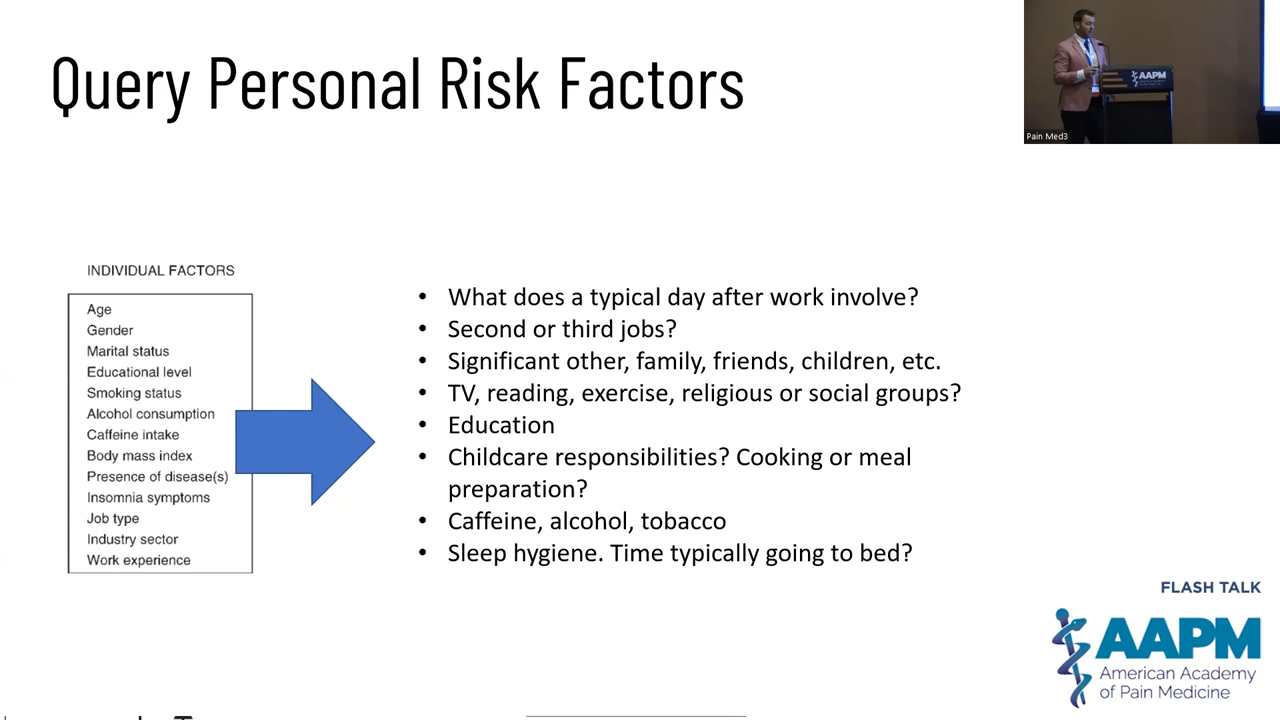 Query Personal Risk Factors
AAPM
Pain Med3
INDIVIDUAL FACTORS
Age
Gender
Marital status
Educational level
Smoking status
Alcohol consumption
Caffeine intake
Body mass index
Presence of disease(s)
Insomnia symptoms
Job type
Industry sector
Work experience
• What does a typical day after work involve?
• Second or third jobs?
• Significant other, family, friends, children, etc.
• TV, reading, exercise, religious or social groups?
• Education
• Childcare responsibilities? Cooking or meal
preparation?
• Caffeine, alcohol, tobacco
• Sleep hygiene. Time typically going to bed?
FLASH TALK
AAPM
American Academy
of Pain Medicine